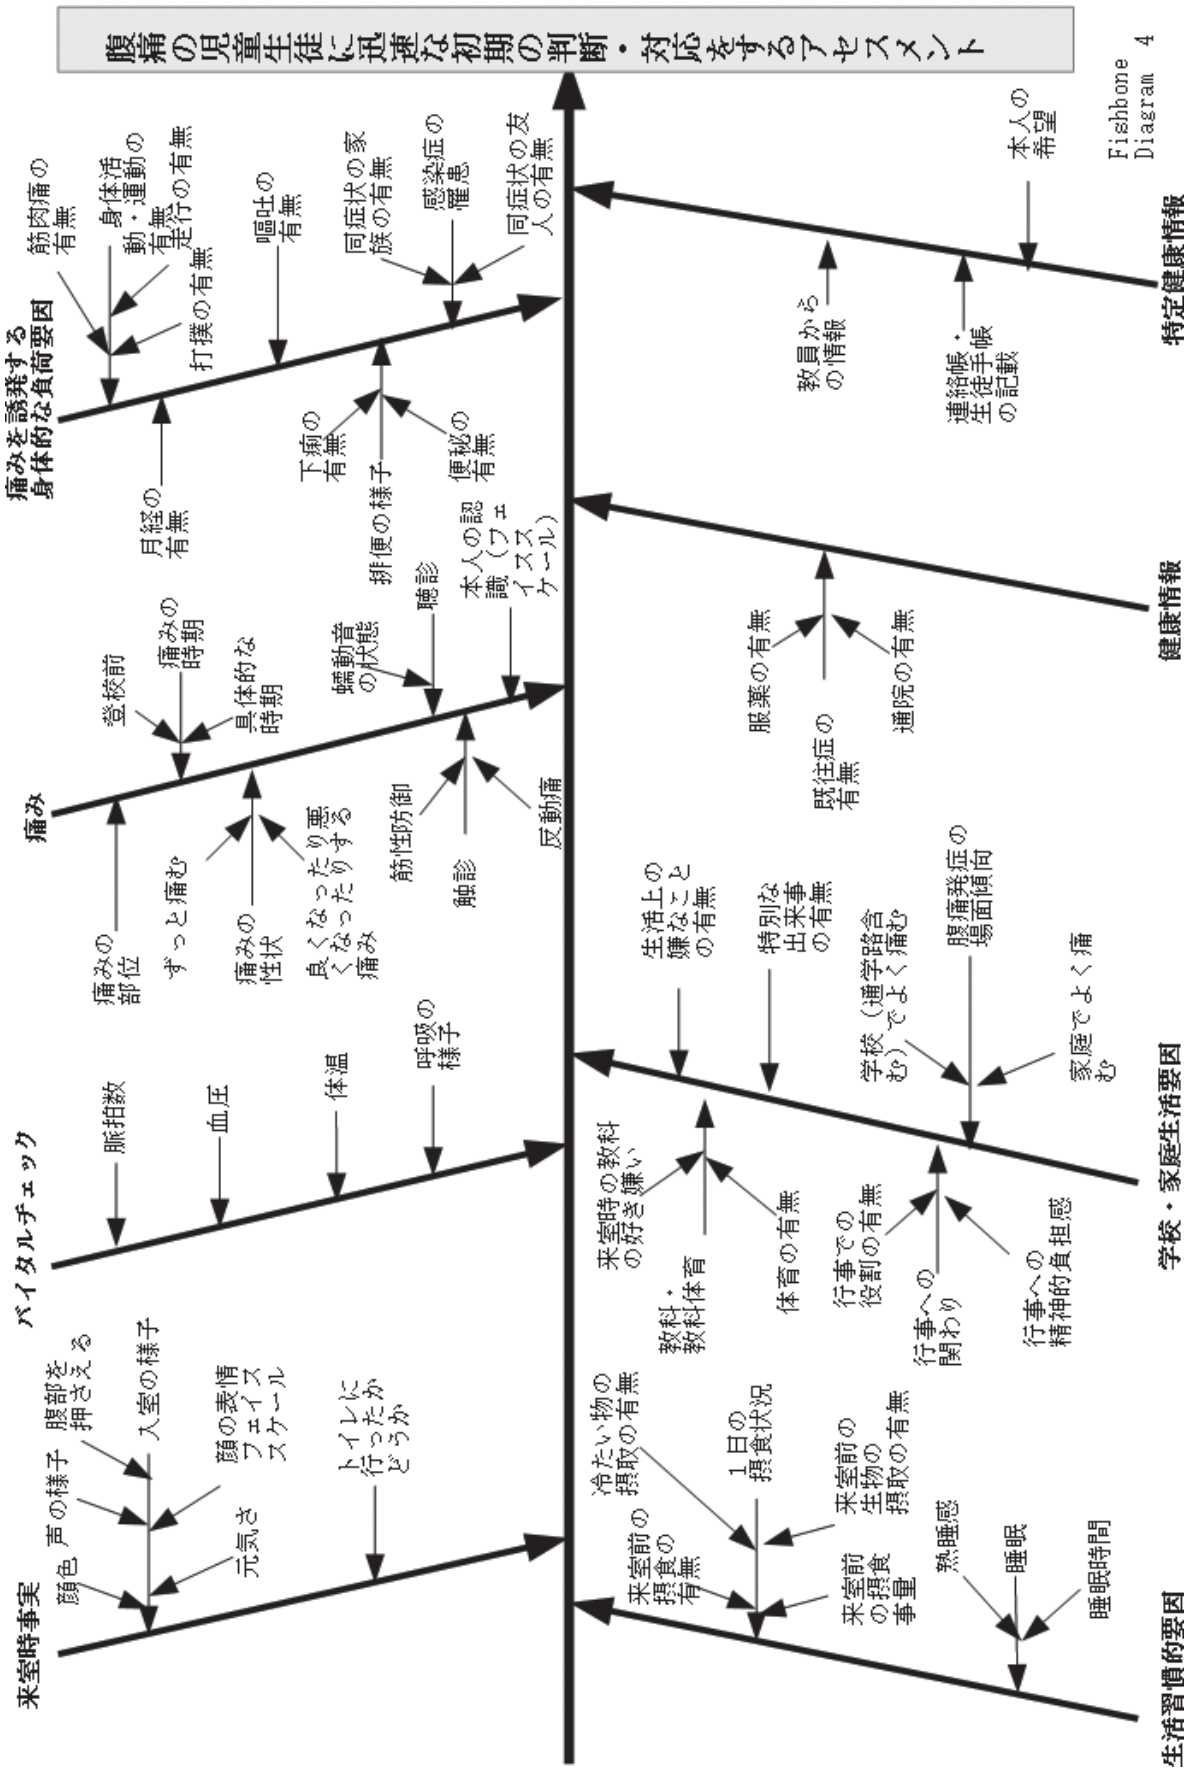 腹痛の児童生徒に迅速な初期の判断・対応をするアセスメント
来室時事実
顔色
声の様子
腹部を
押さえる
入室の様子
元気さ
顔の表情
フェイス
スケール
トイレに
行ったか
どうか
バイタルチェック
脈拍数
血圧
体温
呼吸の
様子
痛み
登校前
痛みの
時期
具体的な
時期
痛みの
部位
ずっと痛む
痛みの
性状
良くなったり悪
くなったりする
痛み
蠕動音
の状態
聴診
筋性防御
触診
反動痛
本人の認
識（フェ
イスス
ケール）
痛みを誘発する
身体的な負荷要因
筋肉痛の
有無
身体活
動・運動の
有無
走行の有無
打撲の有無
月経の
有無
嘔吐の
有無
下痢の
有無
排便の様子
便秘の
有無
同症状の家
族の有無
感染症の
罹患
同症状の友
人の有無
生活習慣的要因
来室前の
摂食の
有無
冷たい物の
摂取の有無
1日の
摂食状況
来室前の
生物の
摂取の有無
来室前
の摂食
事量
熟睡感
睡眠
睡眠時間
学校・家庭生活要因
生活上の
嫌なこと
の有無
特別な
出来事
の有無
来室時の教科
の好き嫌い
教科・
教科体育
体育の有無
行事での
役割の有無
行事への
関わり
行事への
精神的負担感
学校（通学路含
む）でよく痛む
腹痛発症の
場面傾向
家庭でよく痛
む
健康情報
服薬の有無
既往症の
有無
通院の有無
特定健康情報
教員から
の情報
連絡帳・
生徒手帳
の記載
本人の
希望
Fishbone
Diagram 4